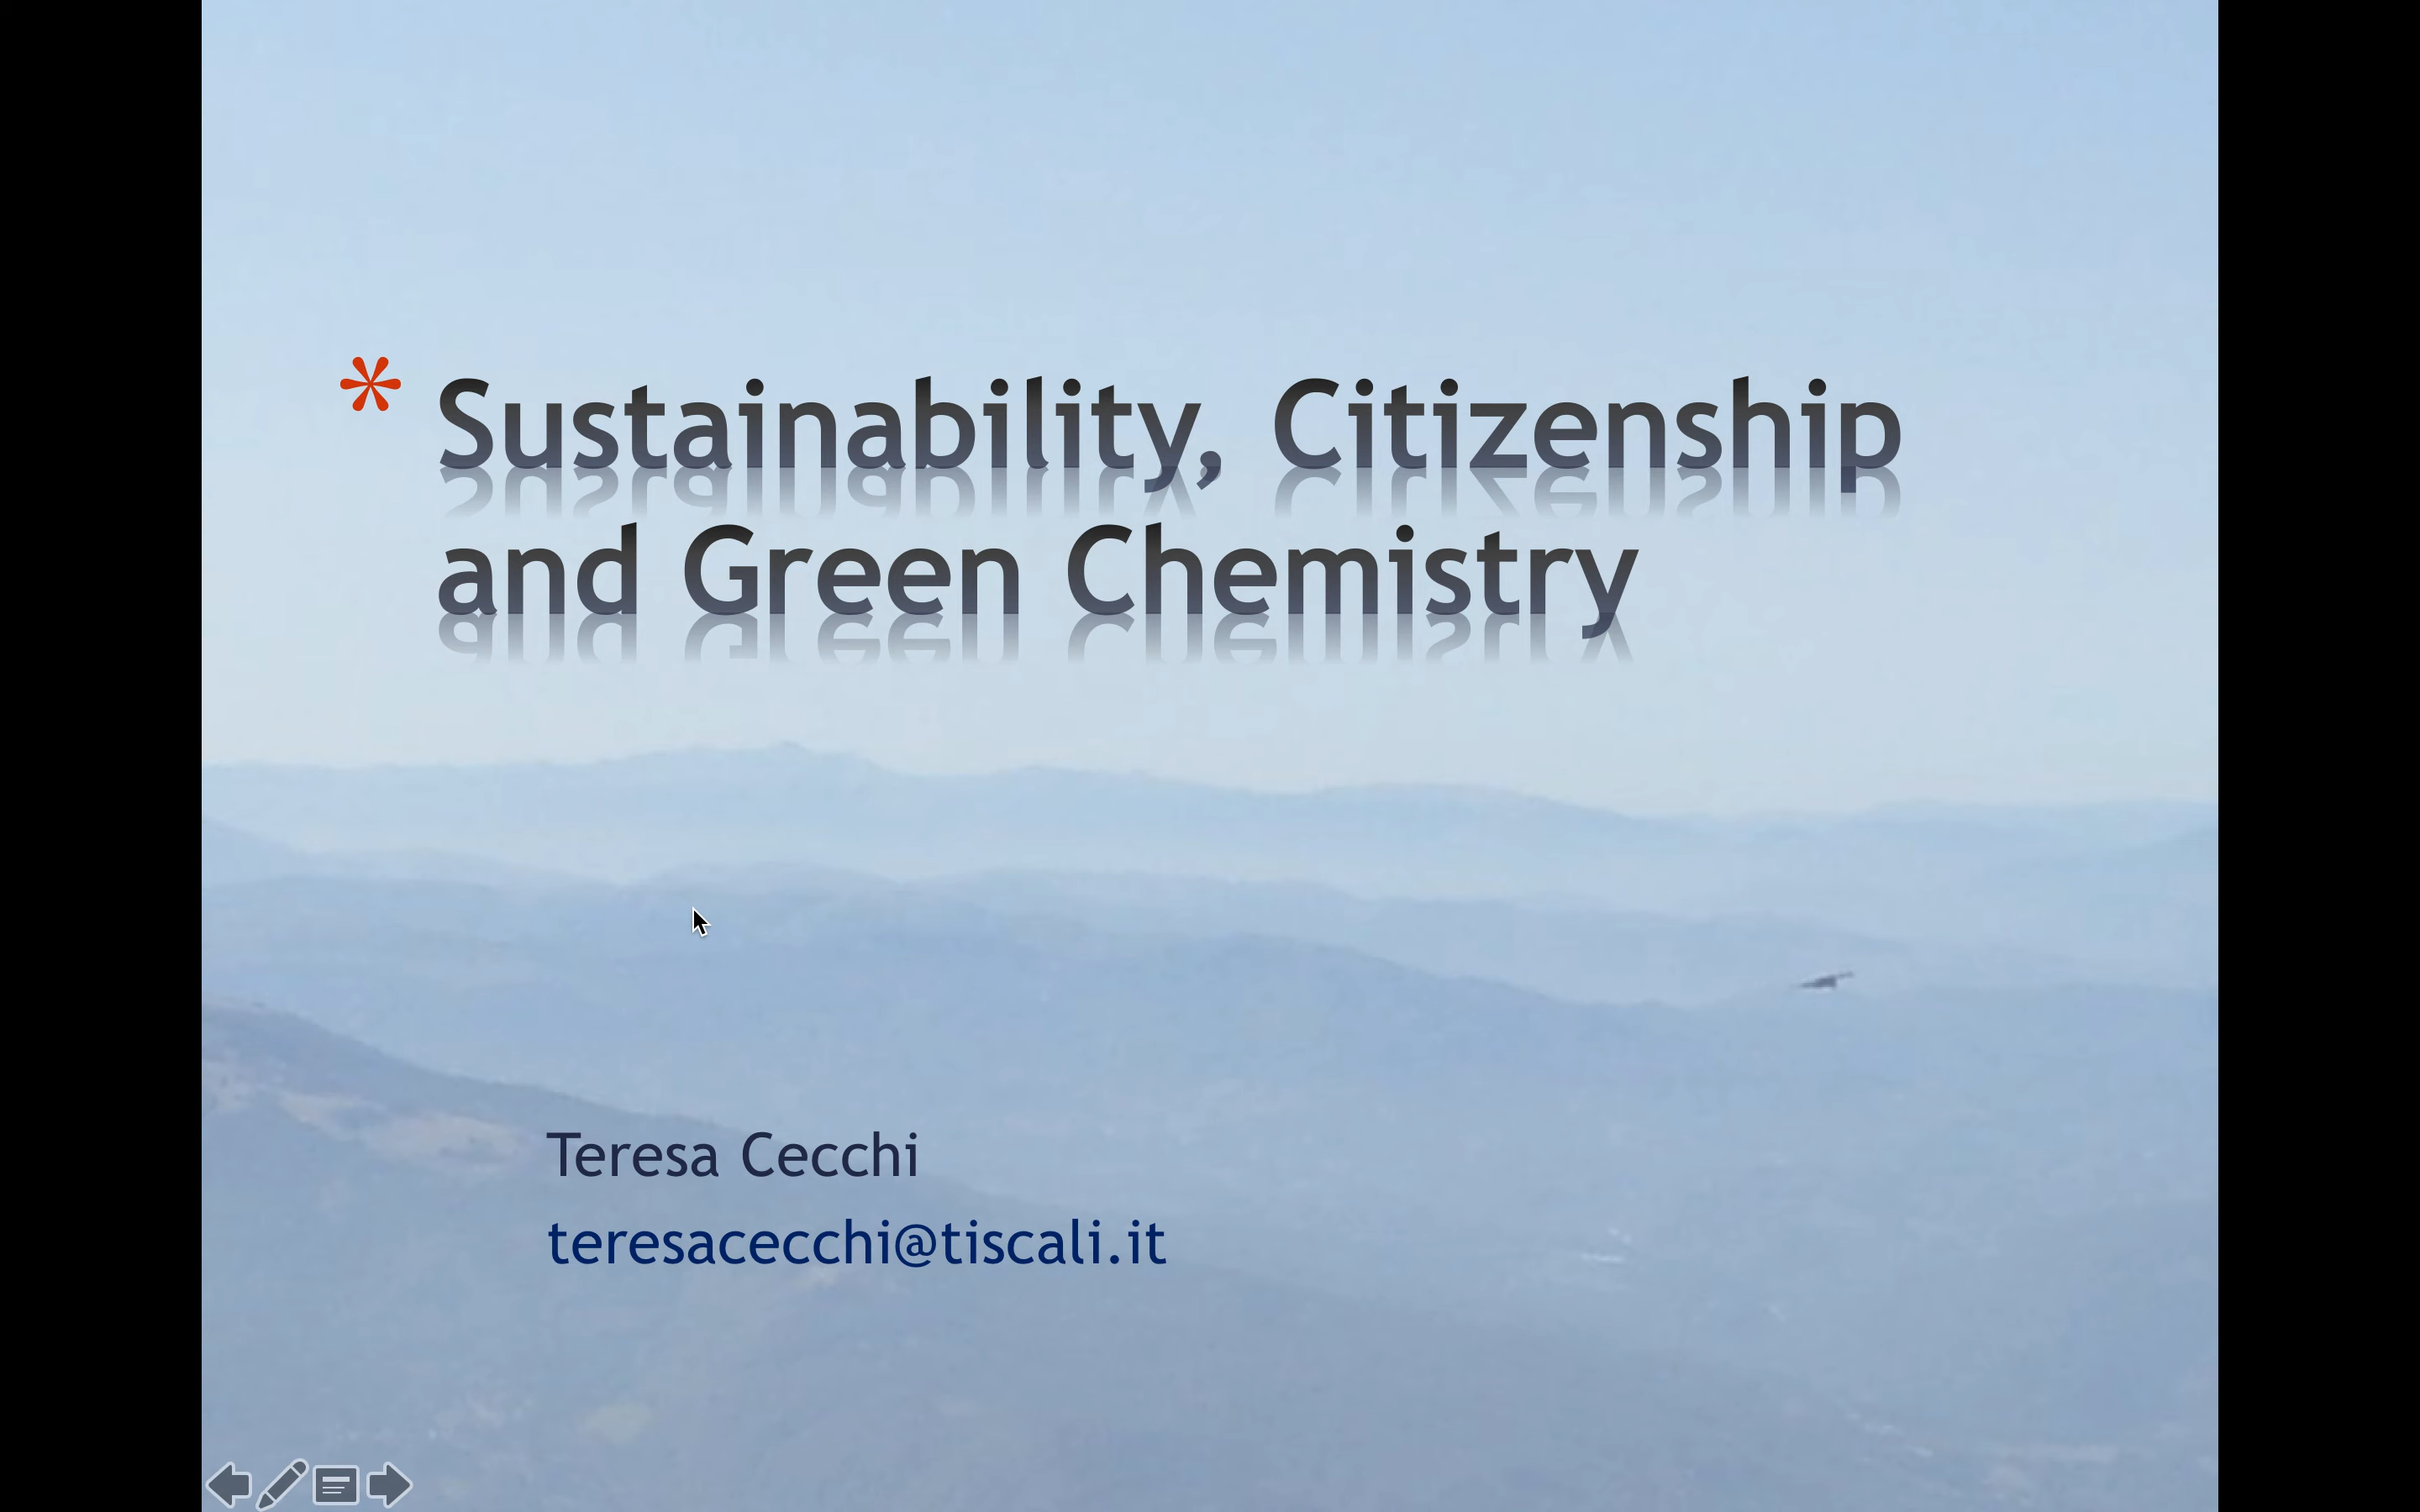 * Sustainability, Citizenship
and Green Chemistry
Teresa Cecchi
teresacecchi@tiscali.it